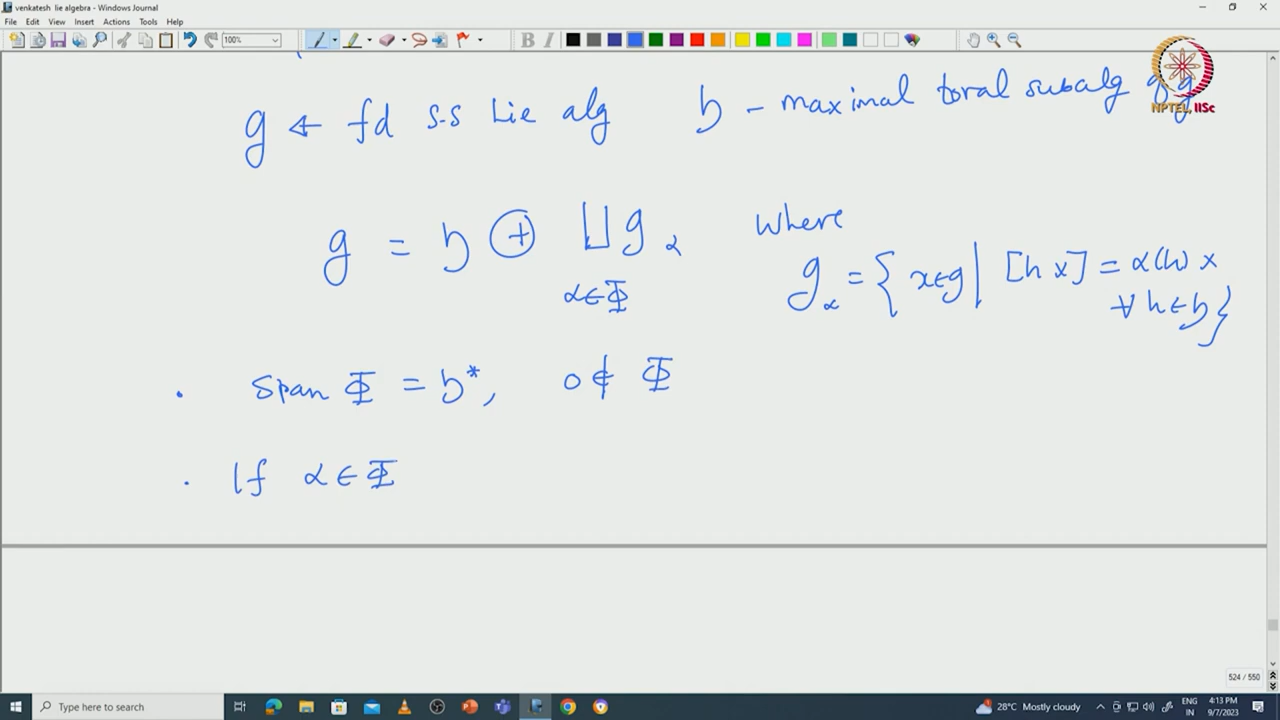 venkatesh lie algebra - Windows Journal
File Edit View Insert Actions Tools Help
100%
NPTEL, IISc
g ← fd s-s Lie alg   𝔥 - maximal toral subalg of g
g = 𝔥 ⊕ ∐ g_α   where
α∈Φ
g_α = { x∈g | [h x] = α(h) x
∀ h∈𝔥 }
. Span Φ = 𝔥*, 0 ∉ Φ
. If α ∈ Φ
524 / 550
Type here to search
28°C Mostly cloudy
ENG
IN
4:13 PM
9/7/2023